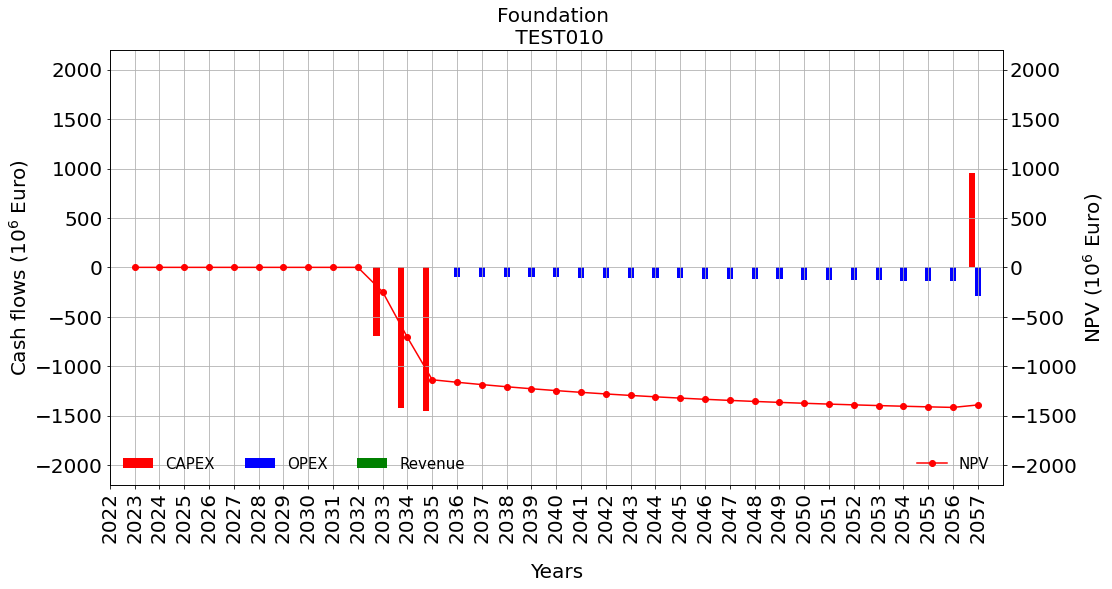 Foundation
TEST010
Cash flows (10⁶ Euro)
2000
1500
1000
500
0
−500
−1000
−1500
−2000
2000
1500
1000
500
0
−500
−1000
−1500
−2000
NPV (10⁶ Euro)
CAPEX OPEX Revenue NPV
2022 2023 2024 2025 2026 2027 2028 2029 2030 2031 2032 2033 2034 2035 2036 2037 2038 2039 2040 2041 2042 2043 2044 2045 2046 2047 2048 2049 2050 2051 2052 2053 2054 2055 2056 2057
Years